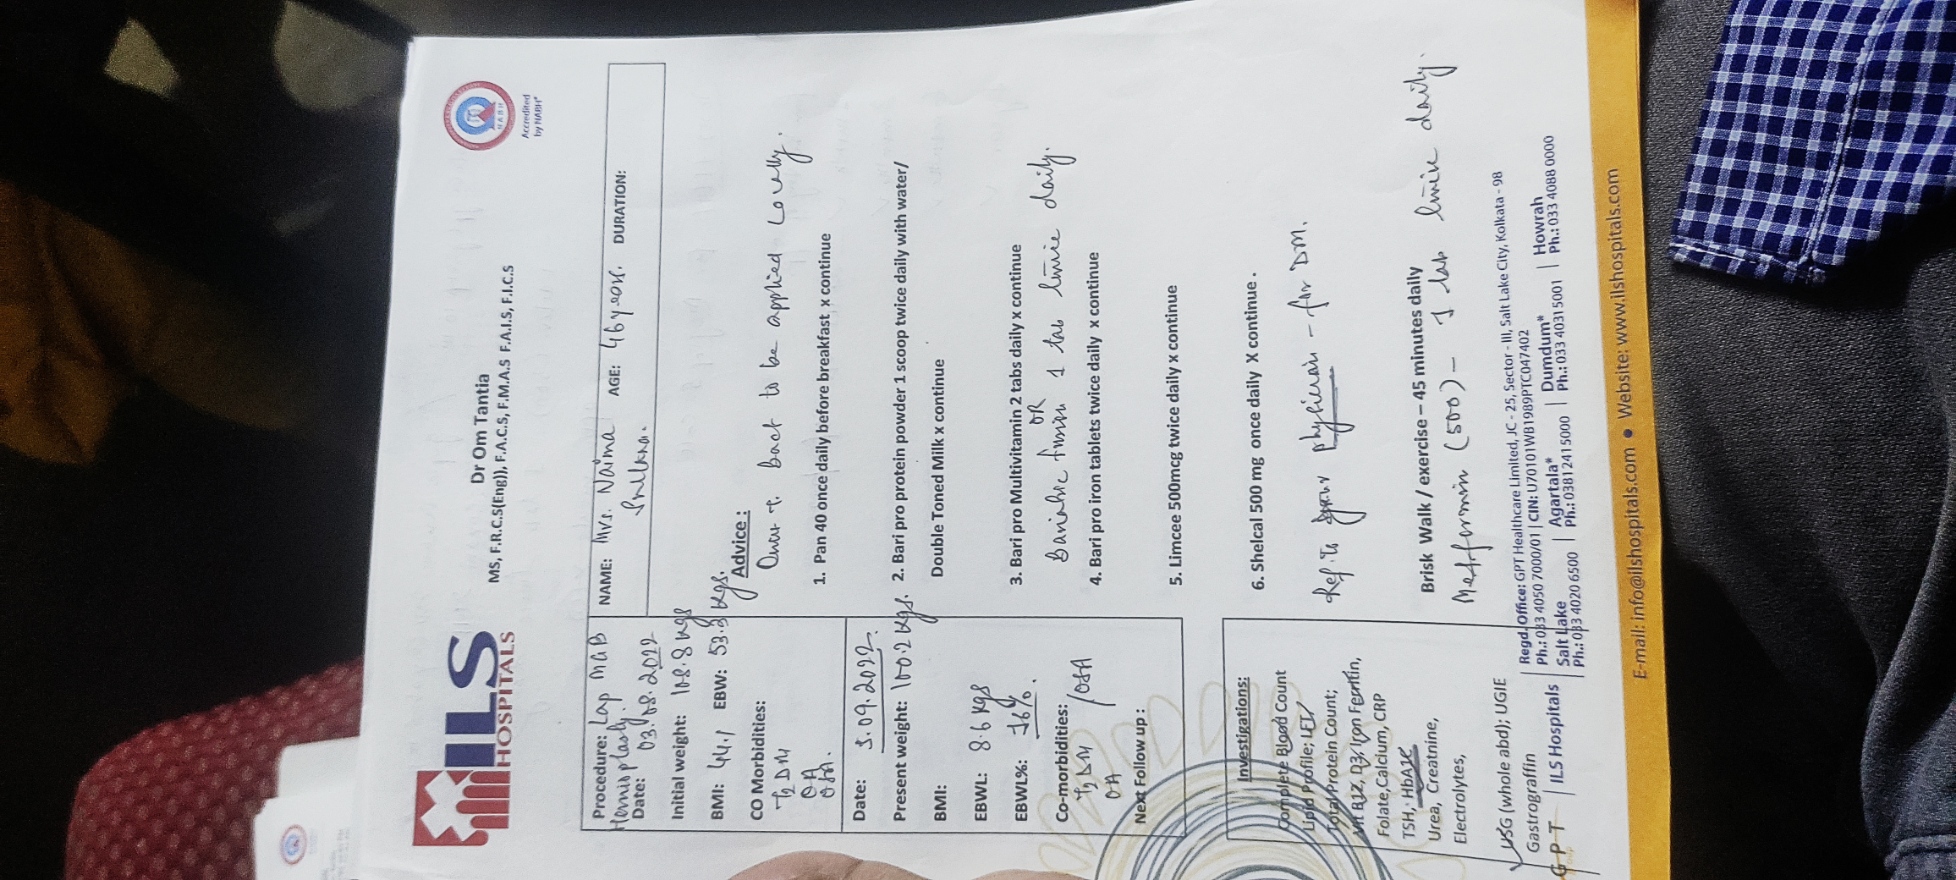 ILS
HOSPITALS
Dr Om Tantia
MS, F.R.C.S(Eng)), F.A.C.S, F.M.A.S F.A.I.S, F.I.C.S
NABH
Accredited
by NABH*
Procedure: Lap MGB
Date: 03.08.2022
NAME: Mrs. Naima
AGE: 46 years. DURATION:
Initial weight: 108.8 kgs
BMI: 44.1 EBW: 53.3 kgs.
CO Morbidities:
T2 DM
OA
OSA.
Advice :
Bact to be applied Locally.
1. Pan 40 once daily before breakfast x continue
Date: 3.09.2022.
Present weight: 100.2 kgs.
2. Bari pro protein powder 1 scoop twice daily with water/
Double Toned Milk x continue
BMI:
EBWL: 8.6 kgs
EBWL%: 16%.
3. Bari pro Multivitamin 2 tabs daily x continue
OR
Bariatric fusion 1 tab twice daily.
Co-morbidities:
T2 DM / OSA
OA
4. Bari pro iron tablets twice daily x continue
Next Follow up :
5. Limcee 500mcg twice daily x continue
6. Shelcal 500 mg once daily X continue .
Ref. to your physician - for DM.
Brisk Walk / exercise – 45 minutes daily
Metformin (500) - 1 tab twice daily.
Investigations:
Complete Blood Count
Lipid Profile; LFT
Total Protein Count;
Vit B12, D3, Iron Ferritin,
Folate,Calcium, CRP
TSH, HbA1C
Urea, Creatnine,
Electrolytes,
USG (whole abd); UGIE
Gastrograffin
GPT | ILS Hospitals
Regd. Office: GPT Healthcare Limited, JC - 25, Sector - III, Salt Lake City, Kolkata - 98
Ph.: 033 4050 7000/01 | CIN: U70101WB1989PTC047402
Salt Lake | Agartala* | Dumdum* | Howrah
Ph.: 033 4020 6500 | Ph.: 03812415000 | Ph.: 033 40315001 | Ph.: 033 4088 0000
E-mail: info@ilshospitals.com • Website: www.ilshospitals.com